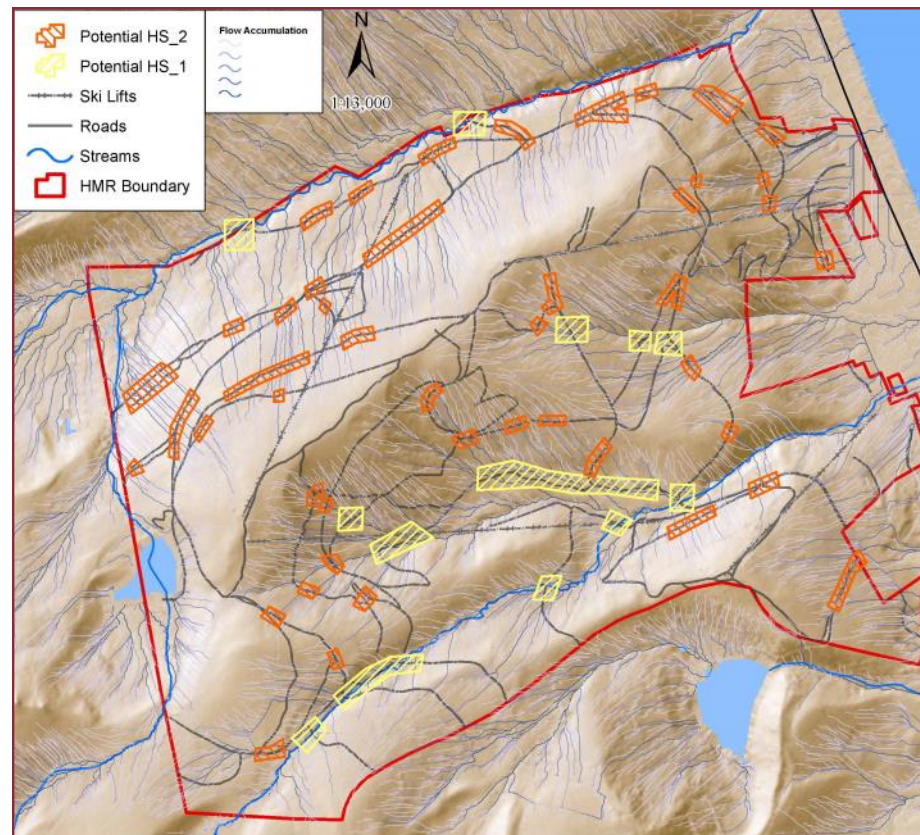 Potential HS_2
Potential HS_1
Ski Lifts
Roads
Streams
HMR Boundary
Flow Accumulation
N
1:13,000